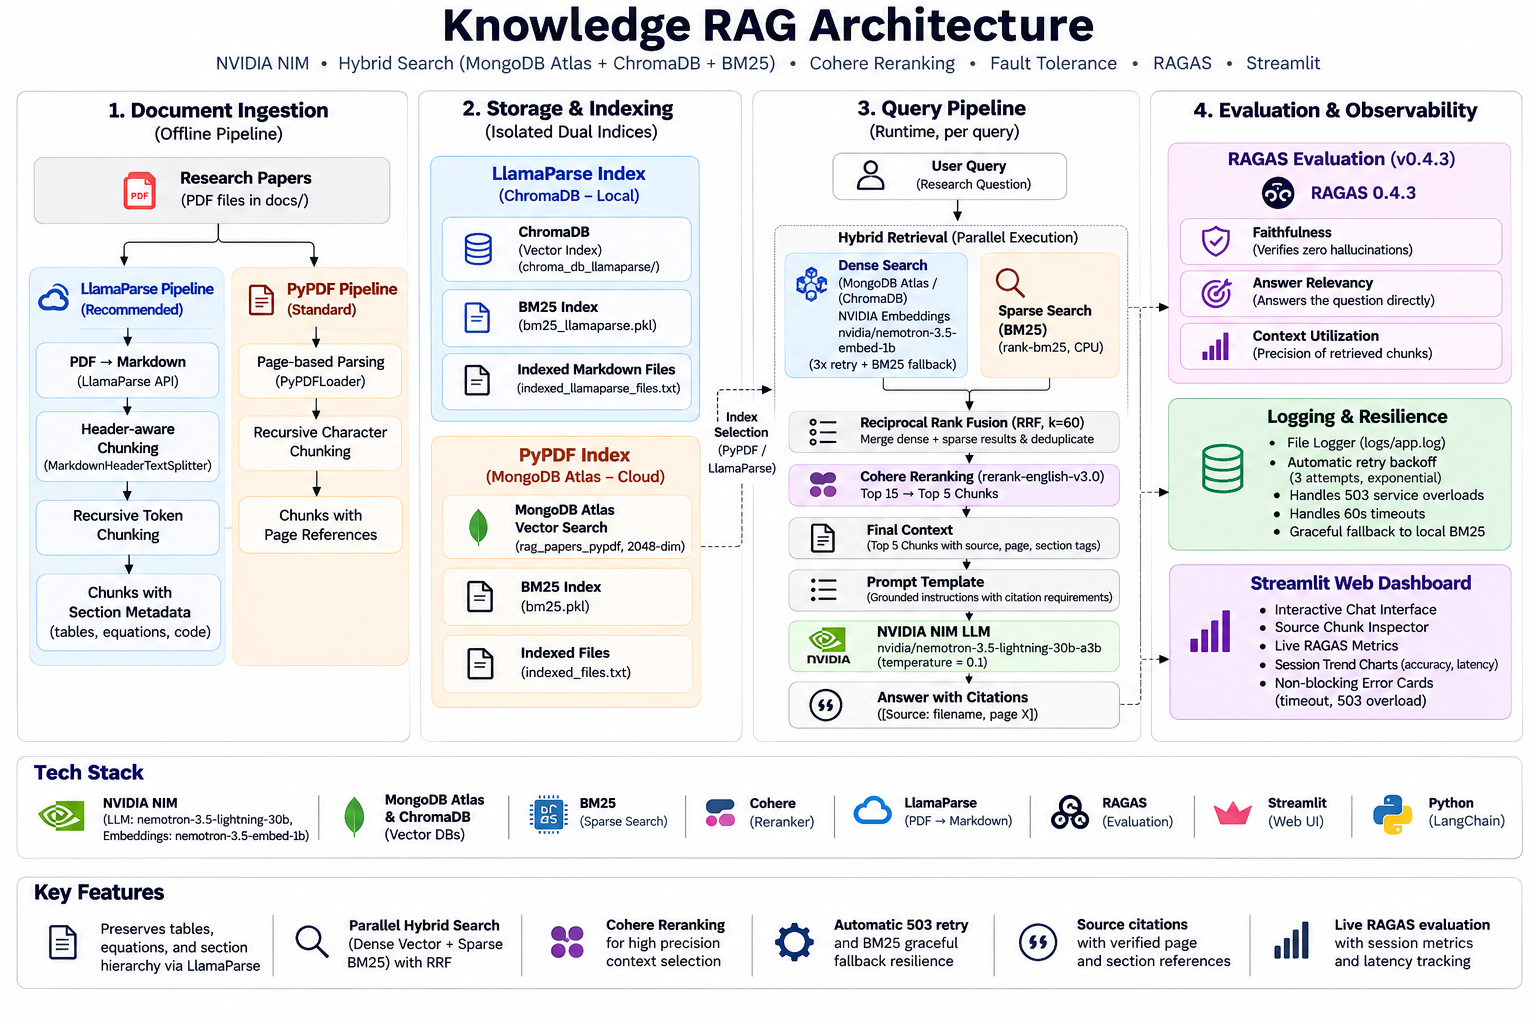 Knowledge RAG Architecture
NVIDIA NIM • Hybrid Search (MongoDB Atlas + ChromaDB + BM25) • Cohere Reranking • Fault Tolerance • RAGAS • Streamlit
1. Document Ingestion
(Offline Pipeline)
PDF
Research Papers
(PDF files in docs/)
LlamaParse Pipeline
(Recommended)
PDF → Markdown
(LlamaParse API)
Header-aware
Chunking
(MarkdownHeaderTextSplitter)
Recursive Token
Chunking
Chunks with
Section Metadata
(tables, equations, code)
PyPDF Pipeline
(Standard)
Page-based Parsing
(PyPDFLoader)
Recursive Character
Chunking
Chunks with
Page References
2. Storage & Indexing
(Isolated Dual Indices)
LlamaParse Index
(ChromaDB – Local)
ChromaDB
(Vector Index)
(chroma_db_llamaparse/)
BM25 Index
(bm25_llamaparse.pkl)
Indexed Markdown Files
(indexed_llamaparse_files.txt)
PyPDF Index
(MongoDB Atlas – Cloud)
MongoDB Atlas
Vector Search
(rag_papers_pypdf, 2048-dim)
BM25 Index
(bm25.pkl)
Indexed Files
(indexed_files.txt)
Index
Selection
(PyPDF /
LlamaParse)
3. Query Pipeline
(Runtime, per query)
User Query
(Research Question)
Hybrid Retrieval (Parallel Execution)
Dense Search
(MongoDB Atlas /
(ChromaDB)
NVIDIA Embeddings
nvidia/nemotron-3.5-
embed-1b
(3x retry + BM25 fallback)
Sparse Search
(BM25)
(rank-bm25, CPU)
Reciprocal Rank Fusion (RRF, k=60)
Merge dense + sparse results & deduplicate
Cohere Reranking (rerank-english-v3.0)
Top 15 → Top 5 Chunks
Final Context
(Top 5 Chunks with source, page, section tags)
Prompt Template
(Grounded instructions with citation requirements)
NVIDIA
NVIDIA NIM LLM
nvidia/nemotron-3.5-lightning-30b-a3b
(temperature = 0.1)
Answer with Citations
([Source: filename, page X])
4. Evaluation & Observability
RAGAS Evaluation (v0.4.3)
RAGAS 0.4.3
Faithfulness
(Verifies zero hallucinations)
Answer Relevancy
(Answers the question directly)
Context Utilization
(Precision of retrieved chunks)
Logging & Resilience
• File Logger (logs/app.log)
• Automatic retry backoff
(3 attempts, exponential)
• Handles 503 service overloads
• Handles 60s timeouts
• Graceful fallback to local BM25
Streamlit Web Dashboard
• Interactive Chat Interface
• Source Chunk Inspector
• Live RAGAS Metrics
• Session Trend Charts (accuracy, latency)
• Non-blocking Error Cards
(timeout, 503 overload)
Tech Stack
NVIDIA NIM
(LLM: nemotron-3.5-lightning-30b,
Embeddings: nemotron-3.5-embed-1b)
MongoDB Atlas
& ChromaDB
(Vector DBs)
BM25
(Sparse Search)
Cohere
(Reranker)
LlamaParse
(PDF → Markdown)
RAGAS
(Evaluation)
Streamlit
(Web UI)
Python
(LangChain)
Key Features
Preserves tables,
equations, and section
hierarchy via LlamaParse
Parallel Hybrid Search
(Dense Vector + Sparse
BM25) with RRF
Cohere Reranking
for high precision
context selection
Automatic 503 retry
and BM25 graceful
fallback resilience
Source citations
with verified page
and section references
Live RAGAS evaluation
with session metrics
and latency tracking